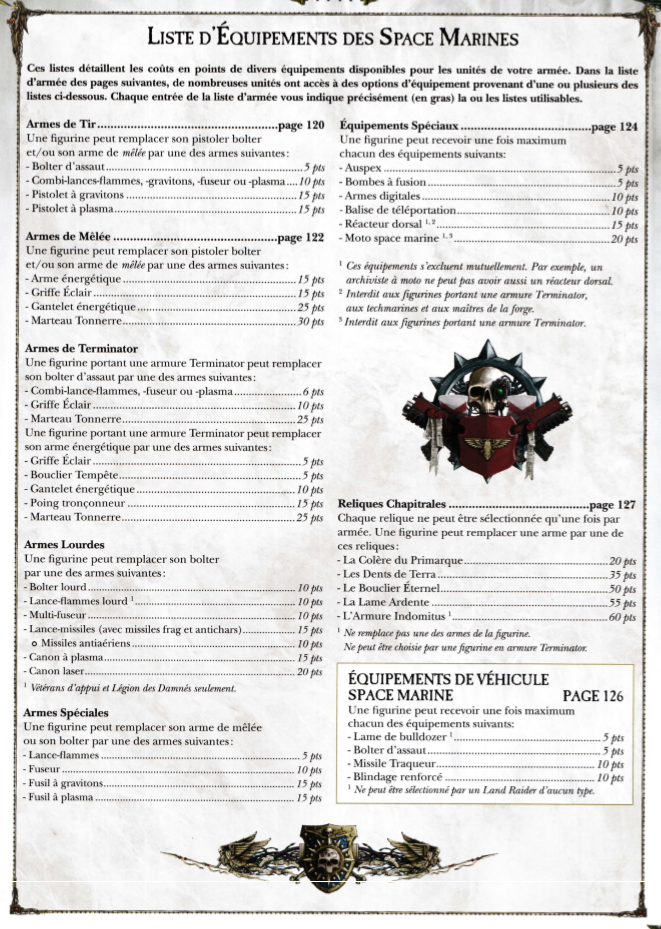 Liste d'Équipements des Space Marines
Ces listes détaillent les coûts en points de divers équipements disponibles pour les unités de votre armée. Dans la liste
d'armée des pages suivantes, de nombreuses unités ont accès à des options d'équipement provenant d'une ou plusieurs des
listes ci-dessous. Chaque entrée de la liste d'armée vous indique précisément (en gras) la ou les listes utilisables.
Armes de Tir...page 120
Une figurine peut remplacer son pistoler bolter
et/ou son arme de mêlée par une des armes suivantes :
- Bolter d'assaut...5 pts
- Combi-lances-flammes, -gravitons, -fuseur ou -plasma...10 pts
- Pistolet à gravitons...15 pts
- Pistolet à plasma...15 pts
Armes de Mêlée...page 122
Une figurine peut remplacer son pistoler bolter
et/ou son arme de mêlée par une des armes suivantes :
- Arme énergétique...15 pts
- Griffe Éclair...15 pts
- Gantelet énergétique...25 pts
- Marteau Tonnerre...30 pts
Armes de Terminator
Une figurine portant une armure Terminator peut remplacer
son bolter d'assaut par une des armes suivantes :
- Combi-lance-flammes, -fuseur ou -plasma...6 pts
- Griffe Éclair...10 pts
- Marteau Tonnerre...25 pts
Une figurine portant une armure Terminator peut remplacer
son arme énergétique par une des armes suivantes :
- Griffe Éclair...5 pts
- Bouclier Tempête...5 pts
- Gantelet énergétique...10 pts
- Poing tronçonneur...15 pts
- Marteau Tonnerre...25 pts
Armes Lourdes
Une figurine peut remplacer son bolter
par une des armes suivantes :
- Bolter lourd...10 pts
- Lance-flammes lourd ¹...10 pts
- Multi-fuseur...10 pts
- Lance-missiles (avec missiles frag et antichars)...15 pts
o Missiles antiaériens...10 pts
- Canon à plasma...15 pts
- Canon laser...20 pts
¹ Vétérans d'appui et Légion des Damnés seulement.
Armes Spéciales
Une figurine peut remplacer son arme de mêlée
ou son bolter par une des armes suivantes :
- Lance-flammes...5 pts
- Fuseur...10 pts
- Fusil à gravitons...15 pts
- Fusil à plasma...15 pts
Équipements Spéciaux...page 124
Une figurine peut recevoir une fois maximum
chacun des équipements suivants:
- Auspex...5 pts
- Bombes à fusion...5 pts
- Armes digitales...10 pts
- Balise de téléportation...10 pts
- Réacteur dorsal ¹,²...15 pts
- Moto space marine ¹,³...20 pts
¹ Ces équipements s'excluent mutuellement. Par exemple, un
archiviste à moto ne peut pas avoir aussi un réacteur dorsal.
² Interdit aux figurines portant une armure Terminator,
aux techmarines et aux maîtres de la forge.
³ Interdit aux figurines portant une armure Terminator.
Reliques Chapitrales...page 127
Chaque relique ne peut être sélectionnée qu'une fois par
armée. Une figurine peut remplacer une arme par une de
ces reliques :
- La Colère du Primarque...20 pts
- Les Dents de Terra...35 pts
- Le Bouclier Éternel...50 pts
- La Lame Ardente...55 pts
- L'Armure Indomitus ¹...60 pts
¹ Ne remplace pas une des armes de la figurine.
Ne peut être choisie par une figurine en armure Terminator.
ÉQUIPEMENTS DE VÉHICULE
SPACE MARINE PAGE 126
Une figurine peut recevoir une fois maximum
chacun des équipements suivants:
- Lame de bulldozer ¹...5 pts
- Bolter d'assaut...5 pts
- Missile Traqueur...10 pts
- Blindage renforcé...10 pts
¹ Ne peut être sélectionné par un Land Raider d'aucun type.